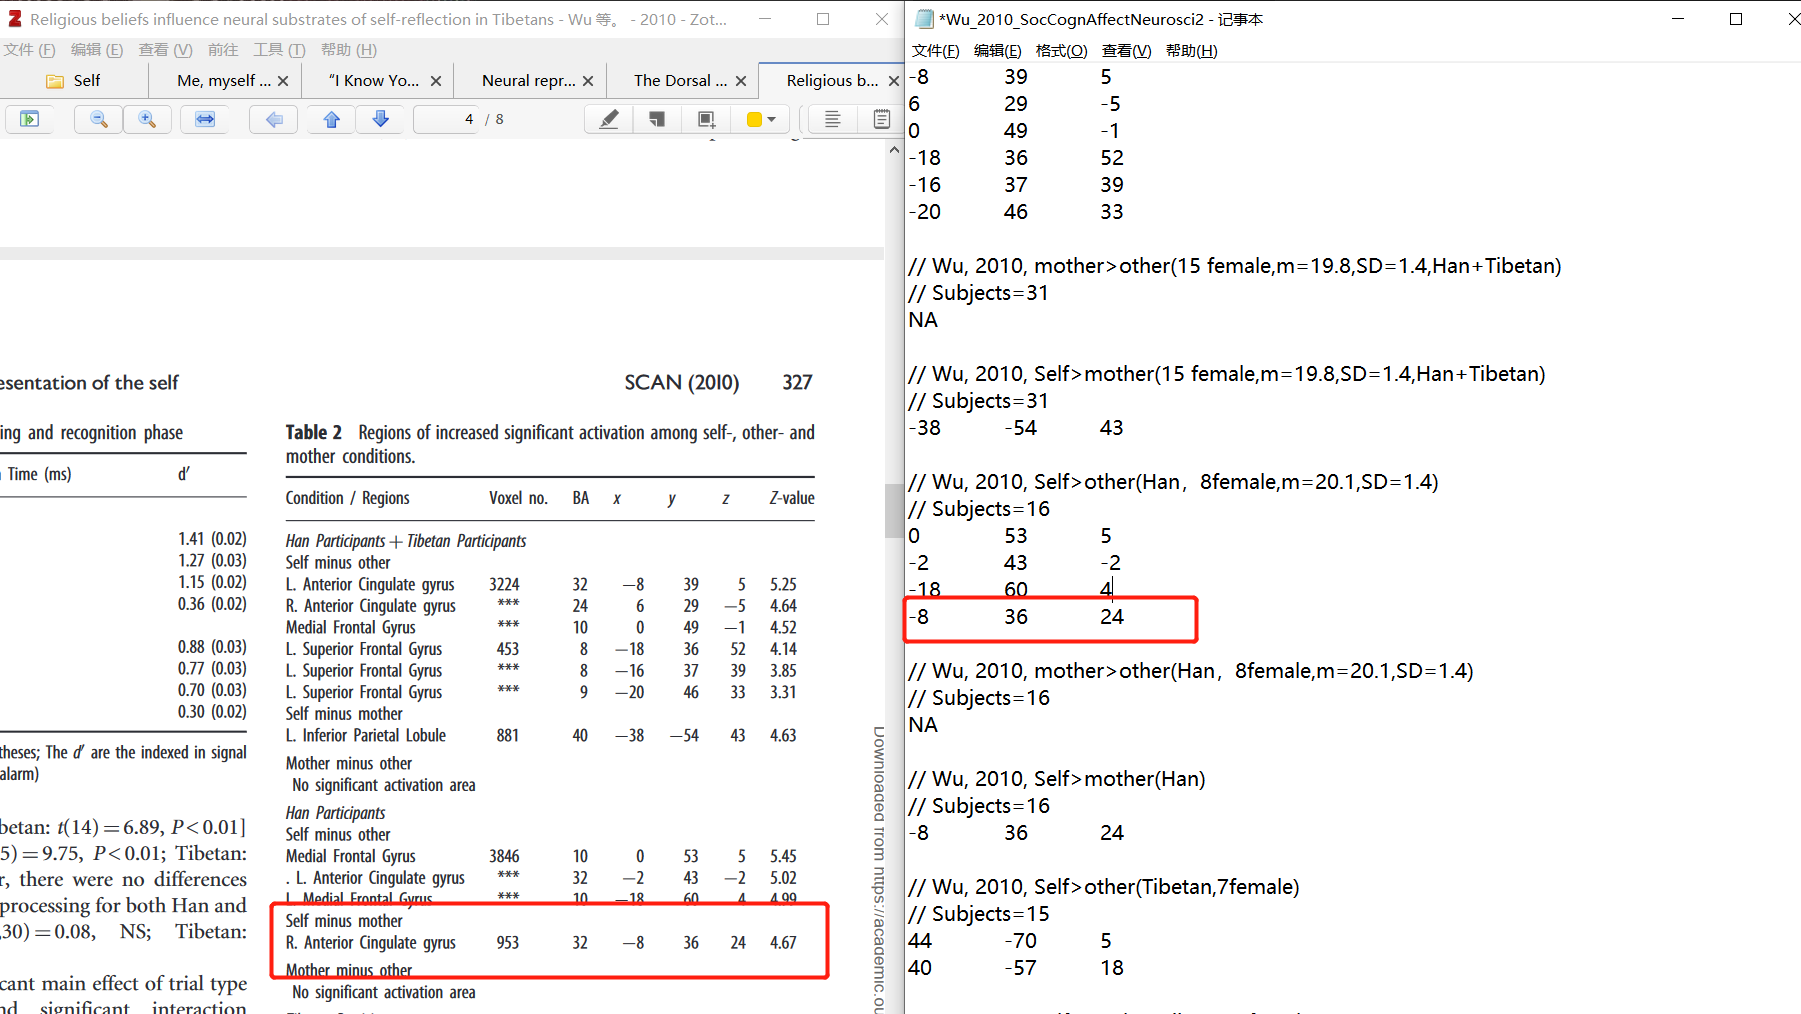 Religious beliefs influence neural substrates of self-reflection in Tibetans - Wu 等。 - 2010 - Zot...
文件 (F) 编辑 (E) 查看 (V) 前往 工具 (T) 帮助 (H)
Self Me, myself ... “I Know Yo... Neural repr... The Dorsal ... Religious b...
4 / 8
esentation of the self SCAN (2010) 327
ing and recognition phase
Time (ms) d′
1.41 (0.02)
1.27 (0.03)
1.15 (0.02)
0.36 (0.02)
0.88 (0.03)
0.77 (0.03)
0.70 (0.03)
0.30 (0.02)
theses; The d′ are the indexed in signal
alarm)
betan: t(14) = 6.89, P < 0.01]
5) = 9.75, P < 0.01; Tibetan:
r, there were no differences
processing for both Han and
,30) = 0.08, NS; Tibetan:
cant main effect of trial type
nd significant interaction
Table 2 Regions of increased significant activation among self-, other- and
mother conditions.
Condition / Regions Voxel no. BA x y z Z-value
Han Participants + Tibetan Participants
Self minus other
L. Anterior Cingulate gyrus 3224 32 −8 39 5 5.25
R. Anterior Cingulate gyrus *** 24 6 29 −5 4.64
Medial Frontal Gyrus *** 10 0 49 −1 4.52
L. Superior Frontal Gyrus 453 8 −18 36 52 4.14
L. Superior Frontal Gyrus *** 8 −16 37 39 3.85
L. Superior Frontal Gyrus *** 9 −20 46 33 3.31
Self minus mother
L. Inferior Parietal Lobule 881 40 −38 −54 43 4.63
Mother minus other
No significant activation area
Han Participants
Self minus other
Medial Frontal Gyrus 3846 10 0 53 5 5.45
. L. Anterior Cingulate gyrus *** 32 −2 43 −2 5.02
L. Medial Frontal Gyrus *** 10 −18 60 4 4.99
Self minus mother
R. Anterior Cingulate gyrus 953 32 −8 36 24 4.67
Mother minus other
No significant activation area
Downloaded from https://academic.ou
*Wu_2010_SocCognAffectNeurosci2 - 记事本
文件(F) 编辑(E) 格式(O) 查看(V) 帮助(H)
-8 39 5
6 29 -5
0 49 -1
-18 36 52
-16 37 39
-20 46 33
// Wu, 2010, mother>other(15 female,m=19.8,SD=1.4,Han+Tibetan)
// Subjects=31
NA
// Wu, 2010, Self>mother(15 female,m=19.8,SD=1.4,Han+Tibetan)
// Subjects=31
-38 -54 43
// Wu, 2010, Self>other(Han，8female,m=20.1,SD=1.4)
// Subjects=16
0 53 5
-2 43 -2
-18 60 4
-8 36 24
// Wu, 2010, mother>other(Han，8female,m=20.1,SD=1.4)
// Subjects=16
NA
// Wu, 2010, Self>mother(Han)
// Subjects=16
-8 36 24
// Wu, 2010, Self>other(Tibetan,7female)
// Subjects=15
44 -70 5
40 -57 18